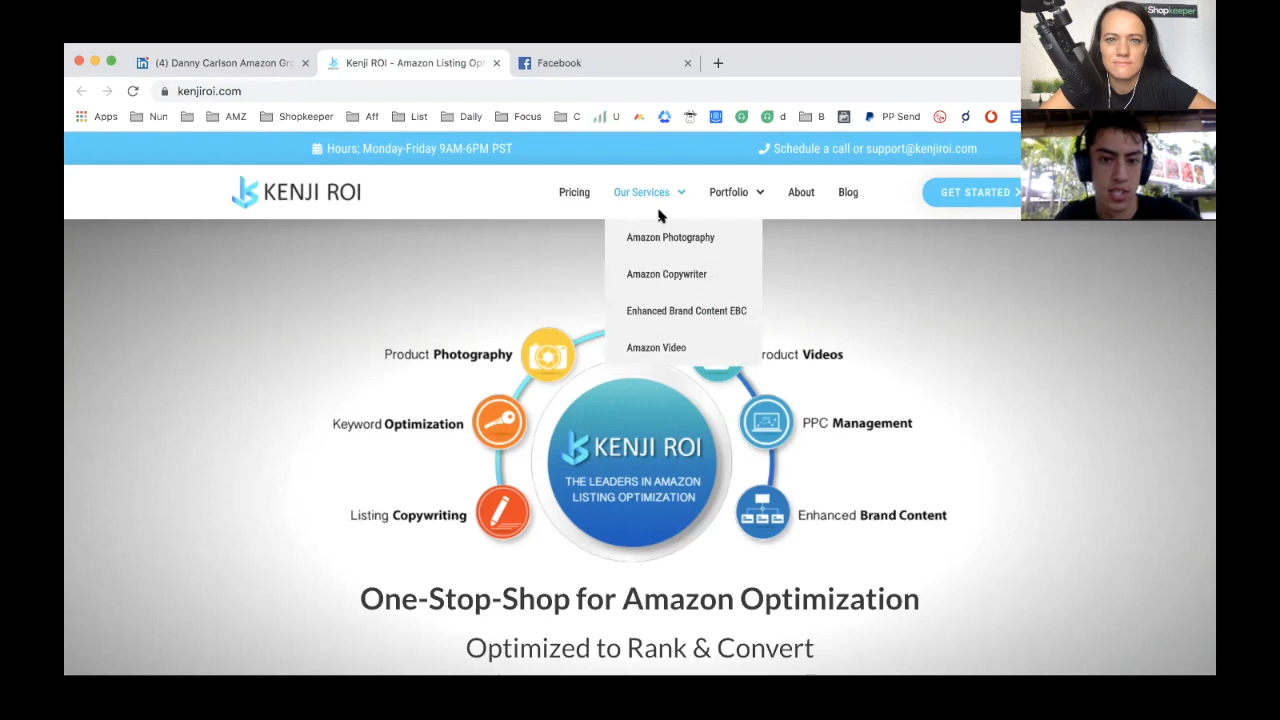 Shopkeeper
(4) Danny Carlson Amazon Gro
Kenji ROI - Amazon Listing Opt
Facebook
kenjiroi.com
Apps
Nun
AMZ
Shopkeeper
Aff
List
Daily
Focus
C
U
d
B
PP Send
Hours; Monday-Friday 9AM-6PM PST
Schedule a call or support@kenjiroi.com
KENJI ROI
Pricing
Our Services
Portfolio
About
Blog
GET STARTED
Amazon Photography
Amazon Copywriter
Enhanced Brand Content EBC
Amazon Video
Product Photography
roduct Videos
Keyword Optimization
PPC Management
Listing Copywriting
Enhanced Brand Content
KENJI ROI
THE LEADERS IN AMAZON
LISTING OPTIMIZATION
One-Stop-Shop for Amazon Optimization
Optimized to Rank & Convert